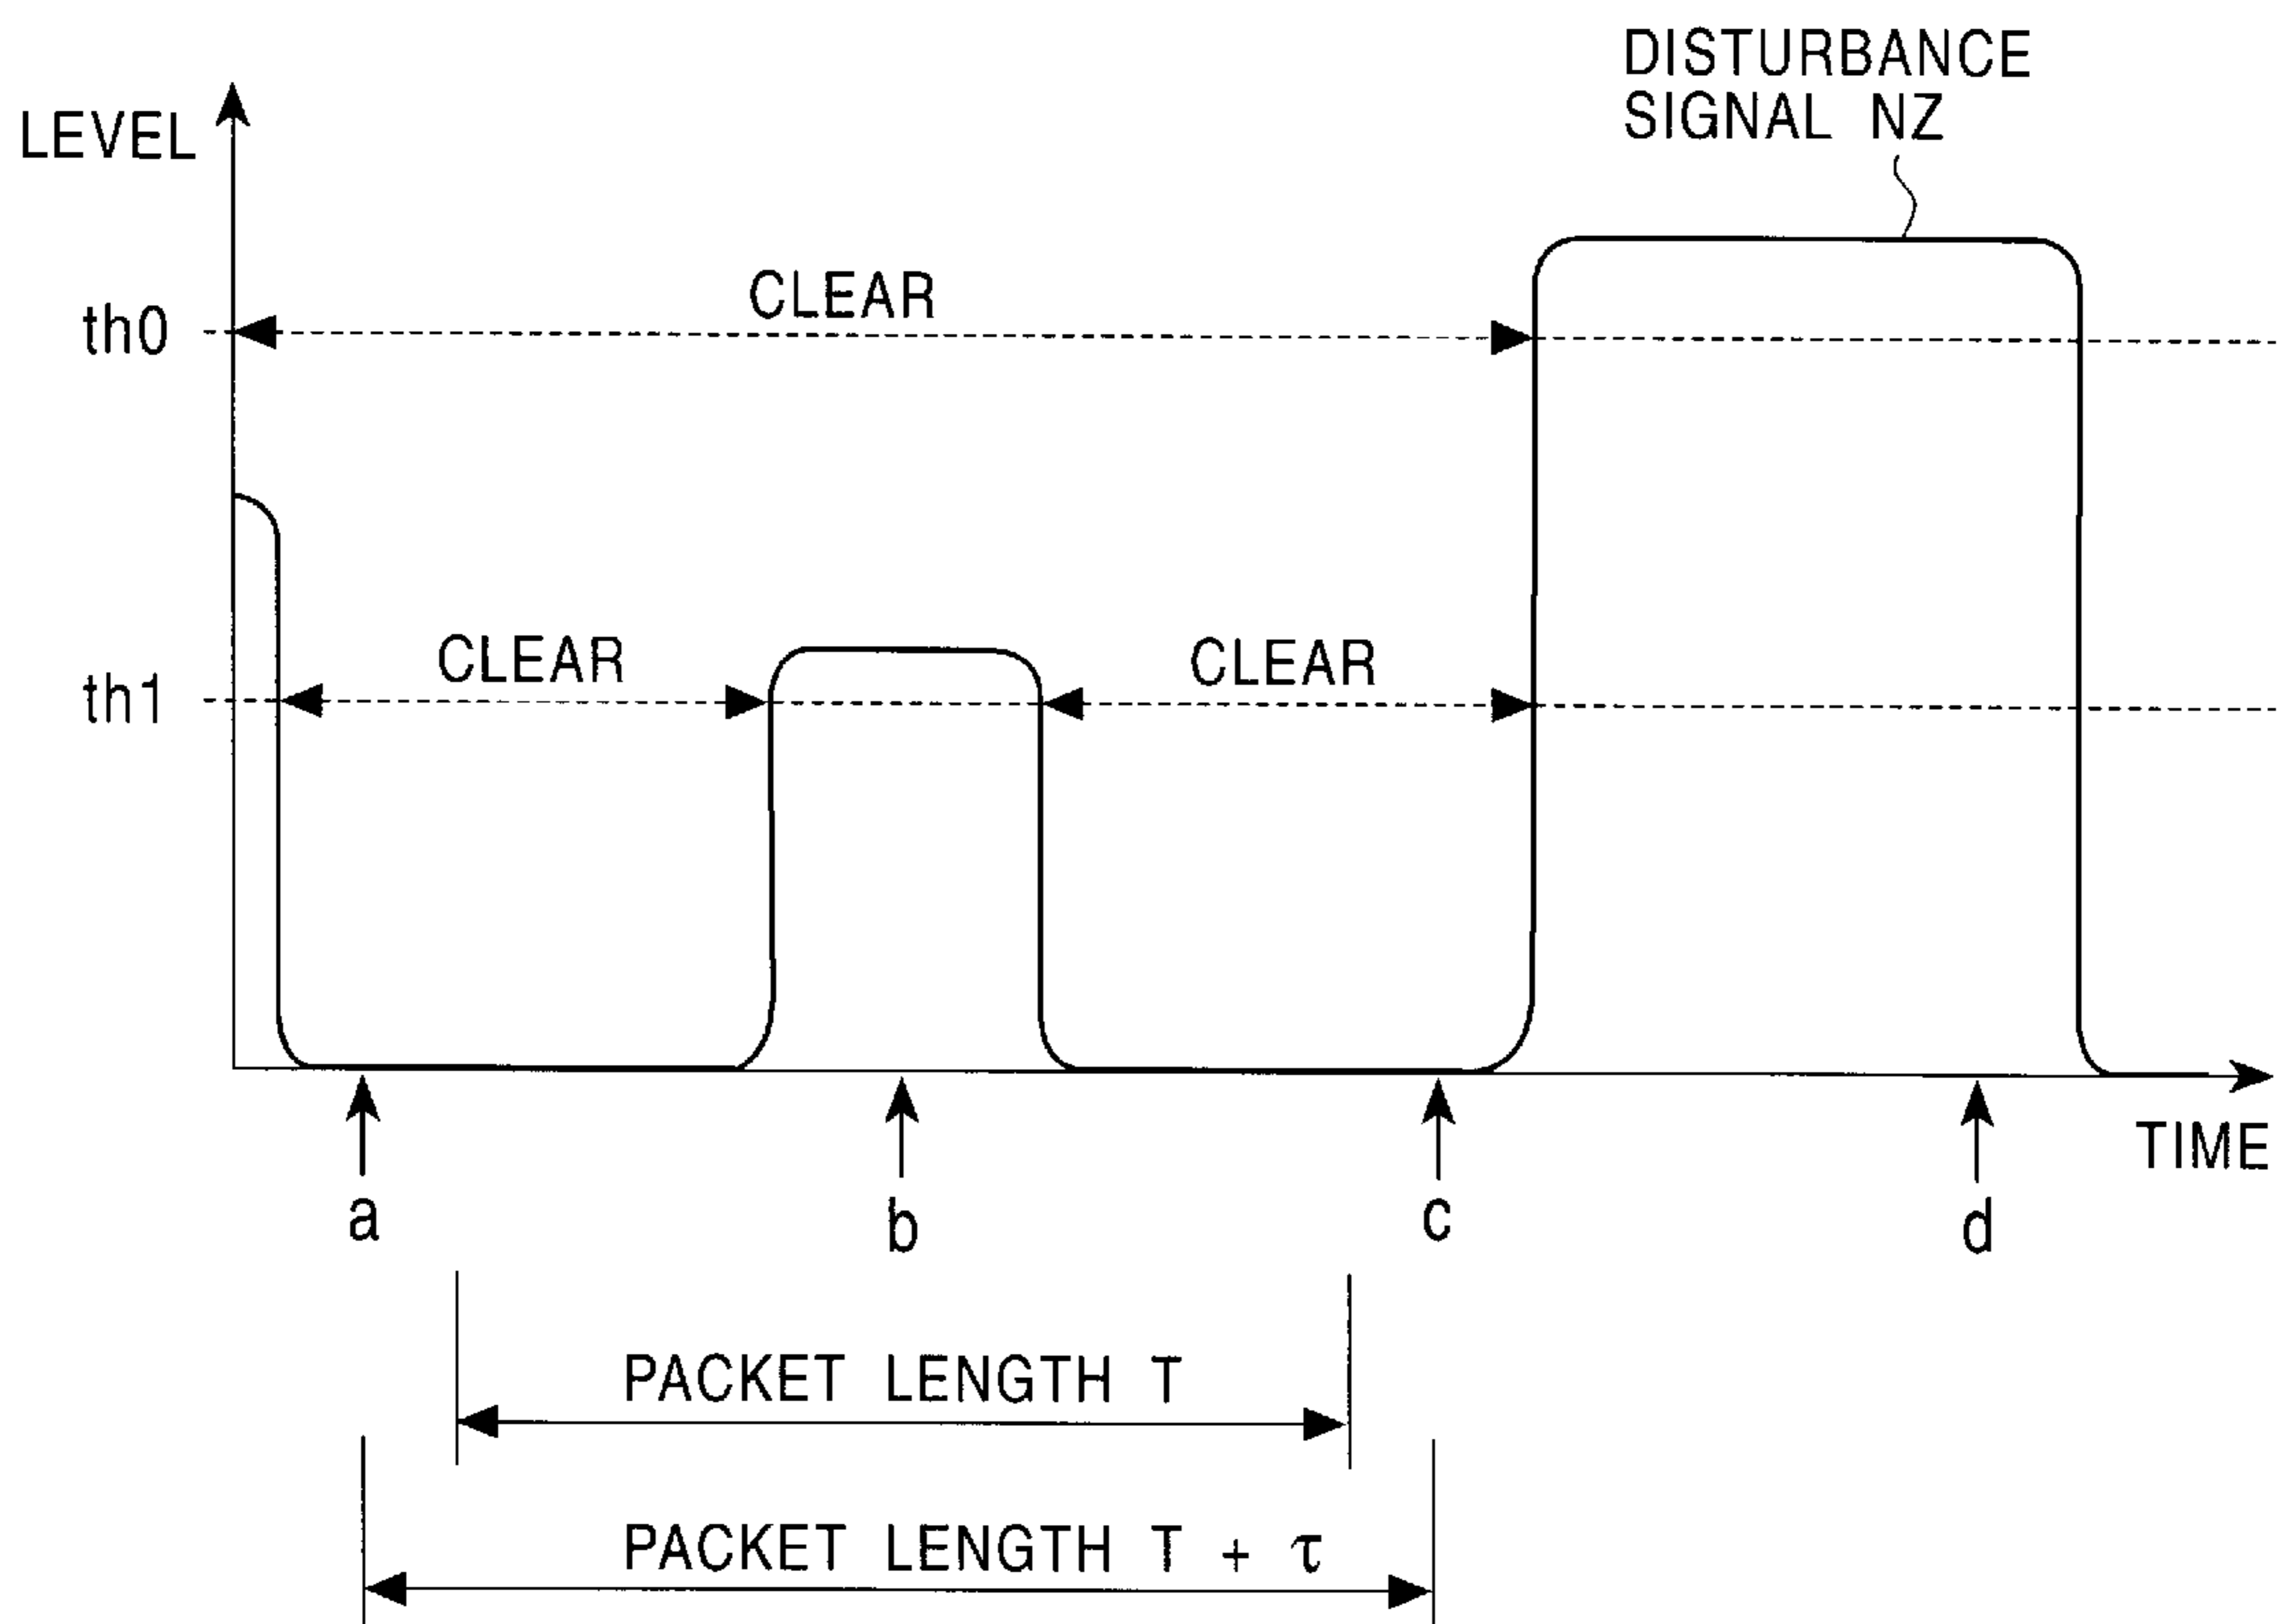 DISTURBANCE
SIGNAL NZ
LEVEL
CLEAR
th0
CLEAR
CLEAR
th1
TIME
a
b
c
d
PACKET LENGTH T
PACKET LENGTH T + τ